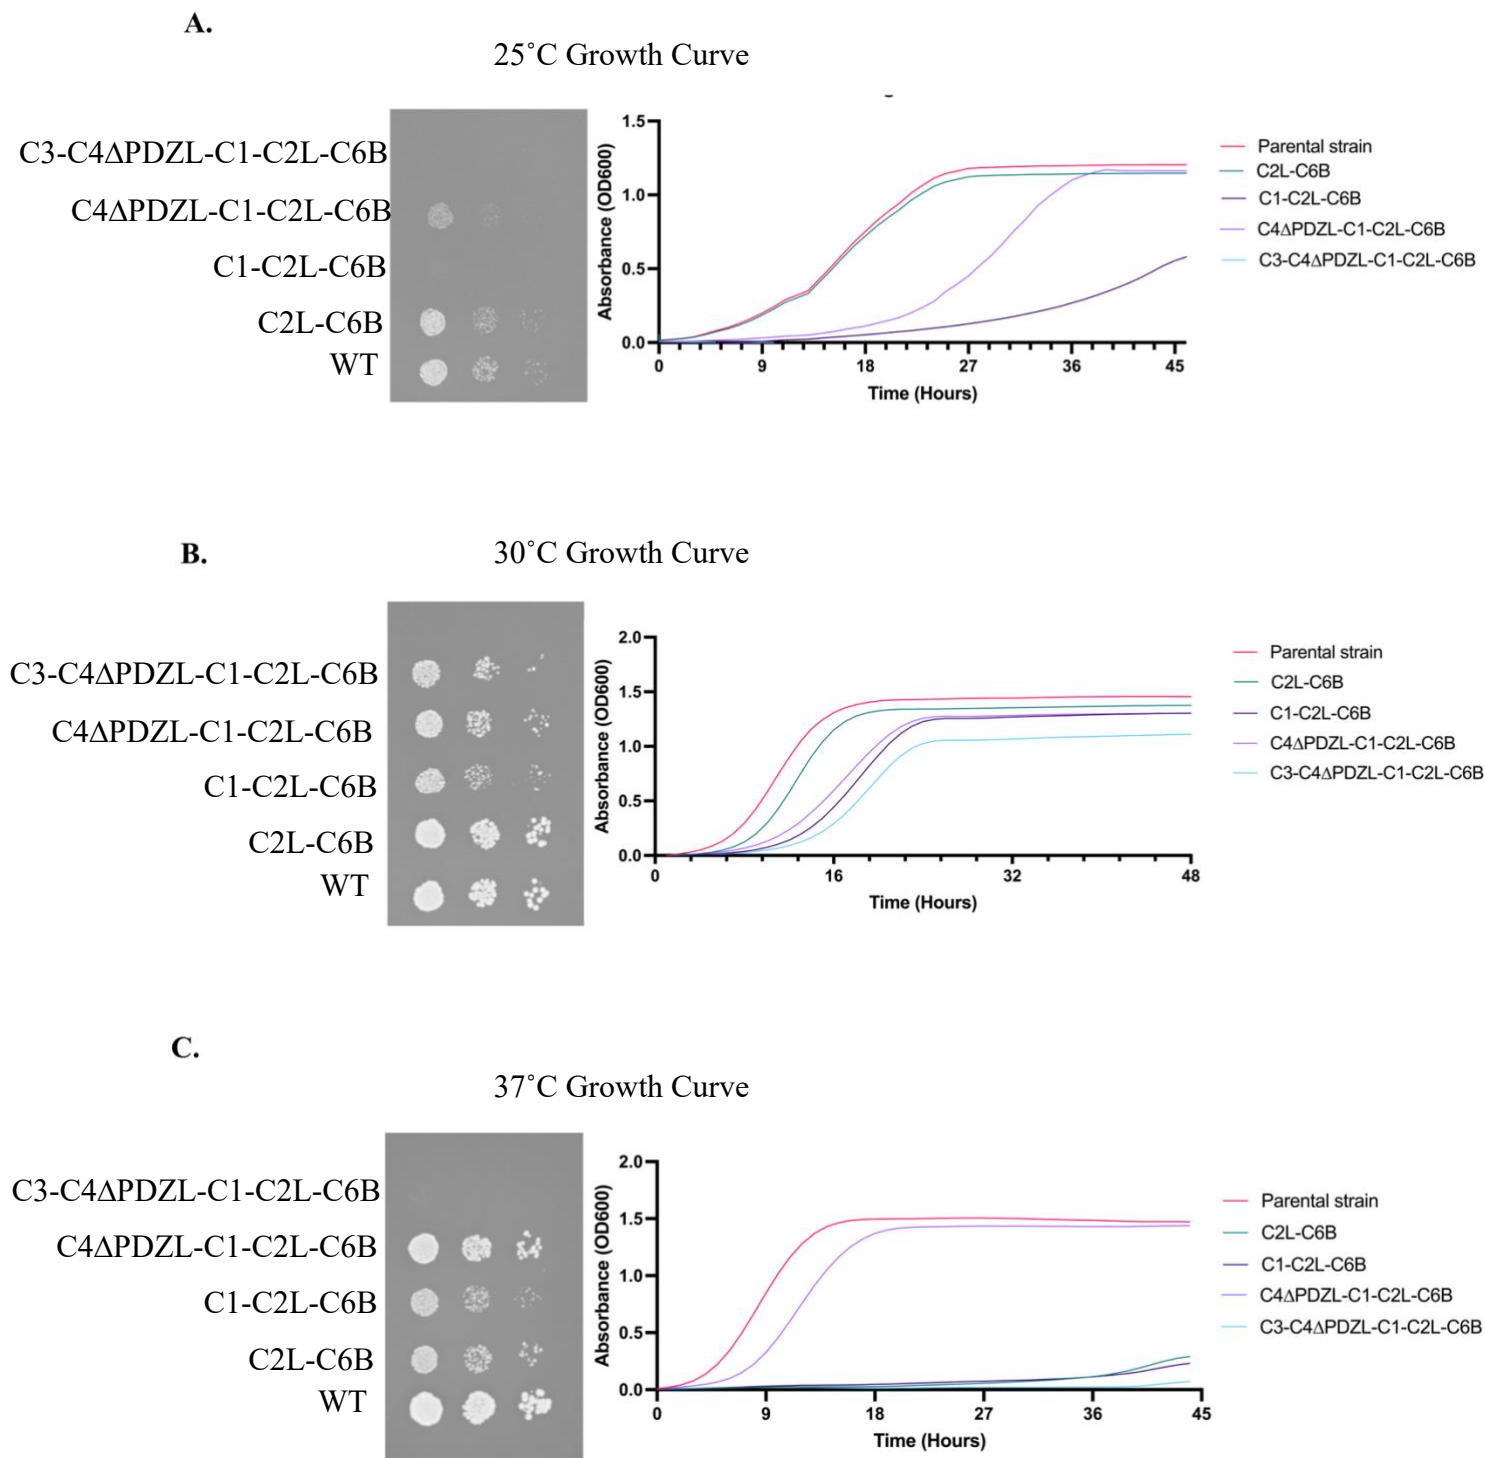 A.
25˚C Growth Curve
C3-C4ΔPDZL-C1-C2L-C6B
C4ΔPDZL-C1-C2L-C6B
C1-C2L-C6B
C2L-C6B
WT
Absorbance (OD600)
1.5
1.0
0.5
0.0
0 9 18 27 36 45
Time (Hours)
Parental strain
C2L-C6B
C1-C2L-C6B
C4ΔPDZL-C1-C2L-C6B
C3-C4ΔPDZL-C1-C2L-C6B
B.
30˚C Growth Curve
C3-C4ΔPDZL-C1-C2L-C6B
C4ΔPDZL-C1-C2L-C6B
C1-C2L-C6B
C2L-C6B
WT
Absorbance (OD600)
2.0
1.5
1.0
0.5
0.0
0 16 32 48
Time (Hours)
Parental strain
C2L-C6B
C1-C2L-C6B
C4ΔPDZL-C1-C2L-C6B
C3-C4ΔPDZL-C1-C2L-C6B
C.
37˚C Growth Curve
C3-C4ΔPDZL-C1-C2L-C6B
C4ΔPDZL-C1-C2L-C6B
C1-C2L-C6B
C2L-C6B
WT
Absorbance (OD600)
2.0
1.5
1.0
0.5
0.0
0 9 18 27 36 45
Time (Hours)
Parental strain
C2L-C6B
C1-C2L-C6B
C4ΔPDZL-C1-C2L-C6B
C3-C4ΔPDZL-C1-C2L-C6B